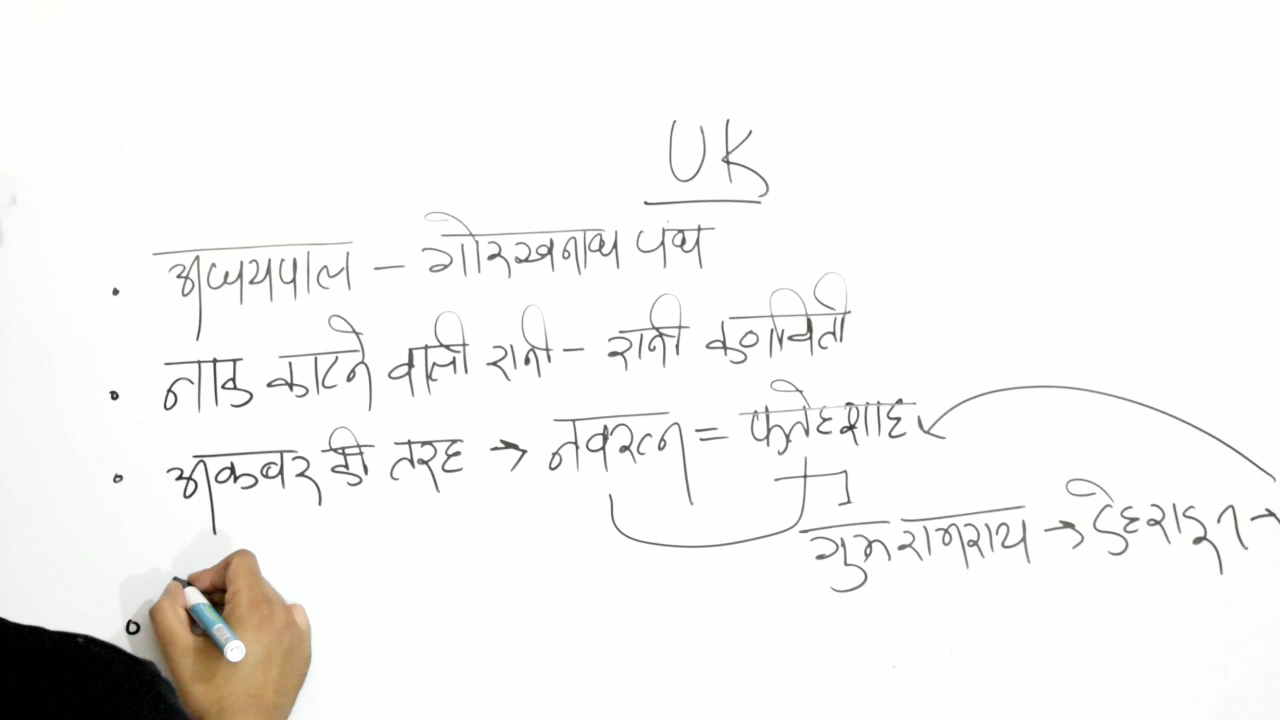 UK
• अजयपाल – गोरखनाथ पंथ
• नाक काटने वाली रानी – रानी कर्णावती
• अकबर की तरह → नवरत्न = फतेहशाह
गुरु रामराय → देहरादून →